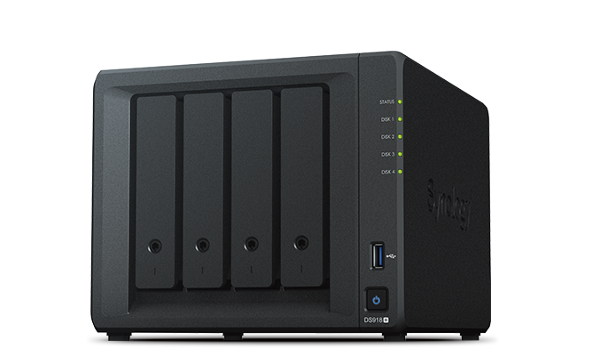 STATUS
DISK 1
DISK 2
DISK 3
DISK 4
Synology
DS918+